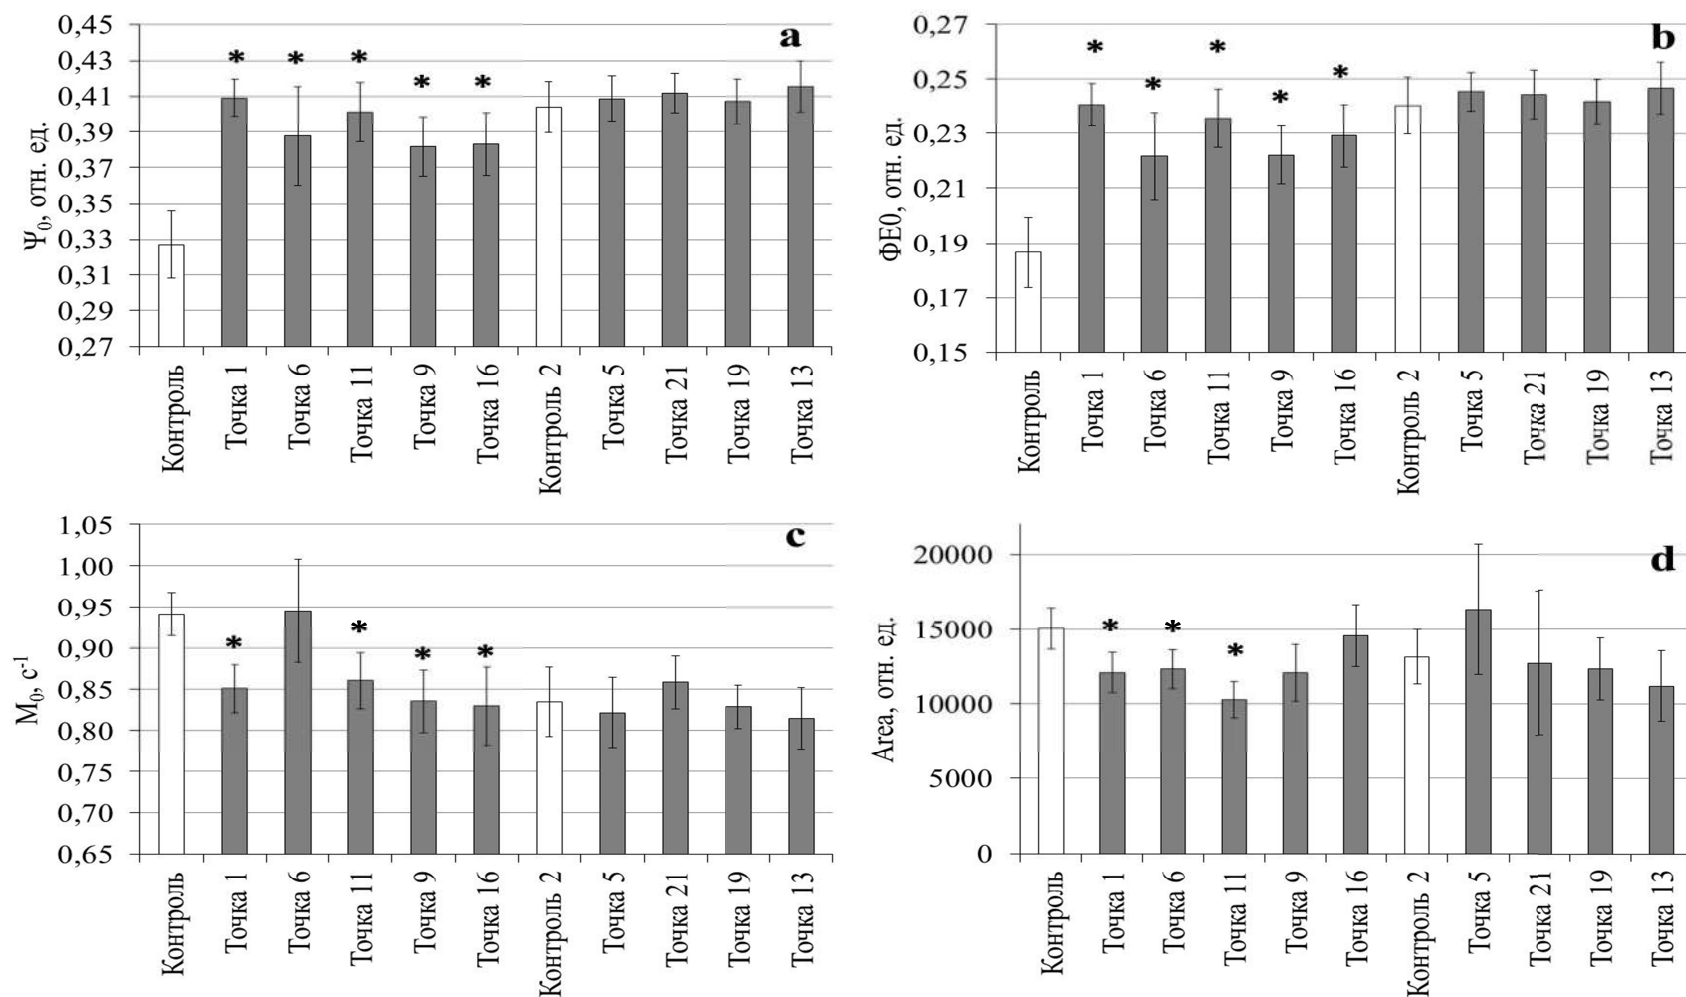 a
Ψ0, отн. ед.
0,45
0,43
0,41
0,39
0,37
0,35
0,33
0,31
0,29
0,27
* * * * *
Контроль
Точка 1
Точка 6
Точка 11
Точка 9
Точка 16
Контроль 2
Точка 5
Точка 21
Точка 19
Точка 13
b
ФЕ0, отн. ед.
0,27
0,25
0,23
0,21
0,19
0,17
0,15
* * * * *
Контроль
Точка 1
Точка 6
Точка 11
Точка 9
Точка 16
Контроль 2
Точка 5
Точка 21
Точка 19
Точка 13
c
M0, с-1
1,05
1,00
0,95
0,90
0,85
0,80
0,75
0,70
0,65
* * * *
Контроль
Точка 1
Точка 6
Точка 11
Точка 9
Точка 16
Контроль 2
Точка 5
Точка 21
Точка 19
Точка 13
d
Area, отн. ед.
20000
15000
10000
5000
0
* * *
Контроль
Точка 1
Точка 6
Точка 11
Точка 9
Точка 16
Контроль 2
Точка 5
Точка 21
Точка 19
Точка 13